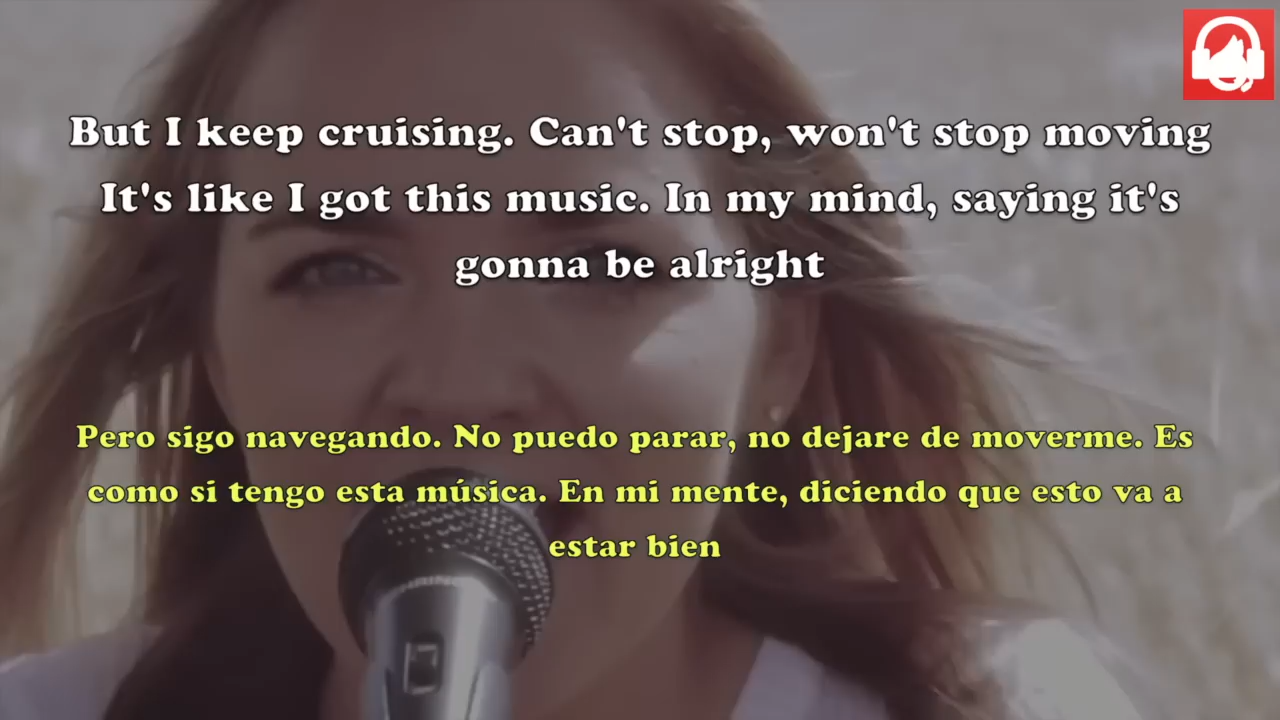 But I keep cruising. Can't stop, won't stop moving
It's like I got this music. In my mind, saying it's
gonna be alright
Pero sigo navegando. No puedo parar, no dejare de moverme. Es
como si tengo esta música. En mi mente, diciendo que esto va a
estar bien